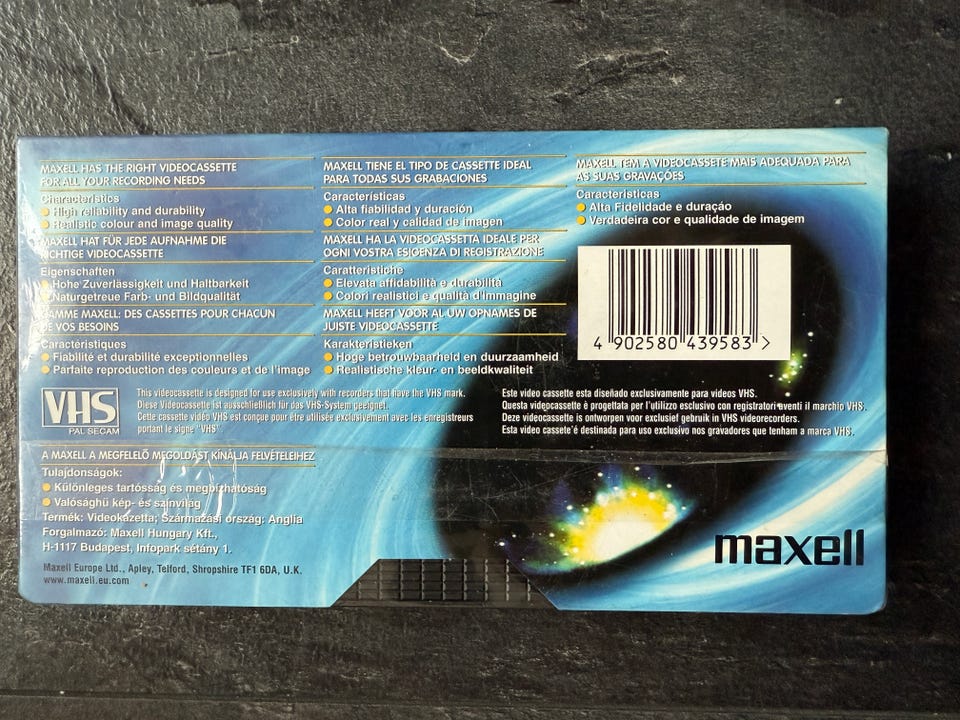 MAXELL HAS THE RIGHT VIDEOCASSETTE
FOR ALL YOUR RECORDING NEEDS
Characteristics
High reliability and durability
Realistic colour and image quality
MAXELL HAT FÜR JEDE AUFNAHME DIE
RICHTIGE VIDEOCASSETTE
Eigenschaften
Hohe Zuverlässigkeit und Haltbarkeit
Naturgetreue Farb- und Bildqualität
GAMME MAXELL: DES CASSETTES POUR CHACUN
DE VOS BESOINS
Caractéristiques
Fiabilité et durabilité exceptionnelles
Parfaite reproduction des couleurs et de l'image
MAXELL TIENE EL TIPO DE CASSETTE IDEAL
PARA TODAS SUS GRABACIONES
Características
Alta fiabilidad y duración
Color real y calidad de imagen
MAXELL HA LA VIDEOCASSETTA IDEALE PER
OGNI VOSTRA ESIGENZA DI REGISTRAZIONE
Caratteristiche
Elevata affidabilità e durabilità
Colori realistici e qualità d'immagine
MAXELL HEEFT VOOR AL UW OPNAMES DE
JUISTE VIDEOCASSETTE
Karakteristieken
Hoge betrouwbaarheid en duurzaamheid
Realistische kleur- en beeldkwaliteit
MAXELL TEM A VIDEOCASSETE MAIS ADEQUADA PARA
AS SUAS GRAVAÇÕES
Características
Alta Fidelidade e duração
Verdadeira cor e qualidade de imagem
4 902580 439583 >
VHS
PAL SECAM
This videocassette is designed for use exclusively with recorders that have the VHS mark.
Diese Videocassette ist ausschließlich für das VHS-System geeignet.
Cette cassette vidéo VHS est conçue pour être utilisée exclusivement avec les enregistreurs
portant le signe "VHS".
Este video cassette esta diseñado exclusivamente para videos VHS.
Questa videocassette è progettata per l'utilizo esclusivo con registratori aventi il marchio VHS.
Deze videocassette is ontworpen voor exclusief gebruik in VHS videorecorders.
Esta video cassete é destinada para uso exclusivo nos gravadores que tenham a marca VHS.
A MAXELL A MEGFELELŐ MEGOLDÁST KÍNÁLJA FELVÉTELEIHEZ
Tulajdonságok:
Különleges tartósság és megbízhatóság
Valósághű kép- és színvilág
Termék: Videokazetta; Származási ország: Anglia
Forgalmazó: Maxell Hungary Kft.,
H-1117 Budapest, Infopark sétány 1.
Maxell Europe Ltd., Apley, Telford, Shropshire TF1 6DA, U.K.
www.maxell.eu.com
maxell